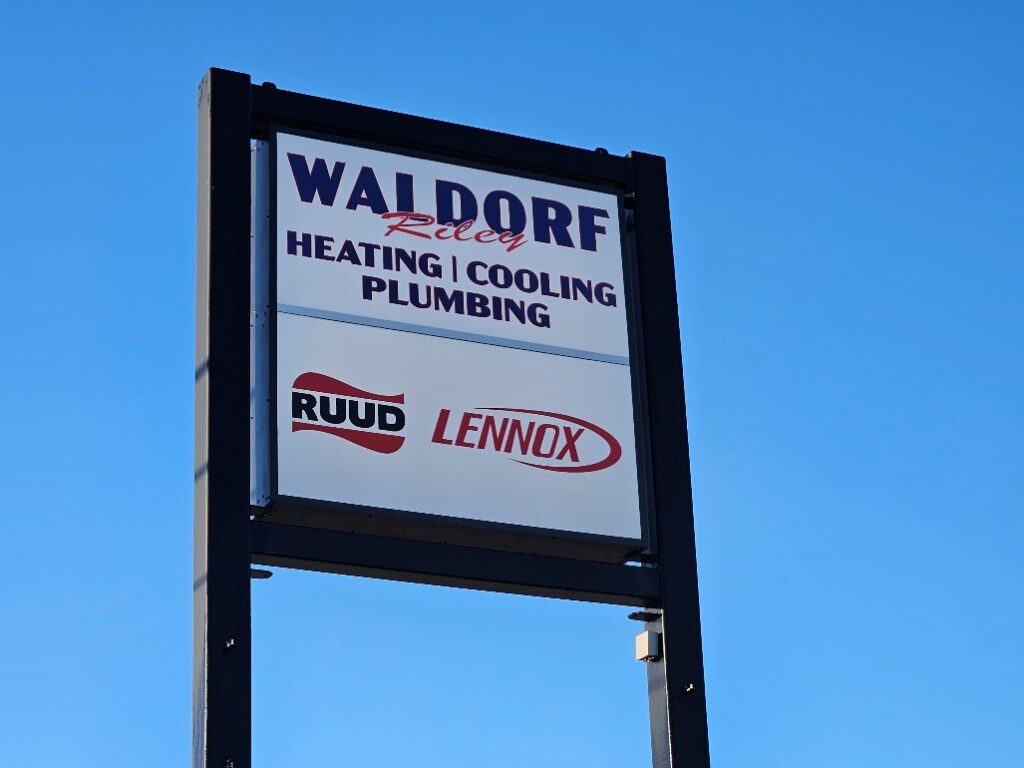 WALDORF
Riley
HEATING | COOLING
PLUMBING
RUUD LENNOX